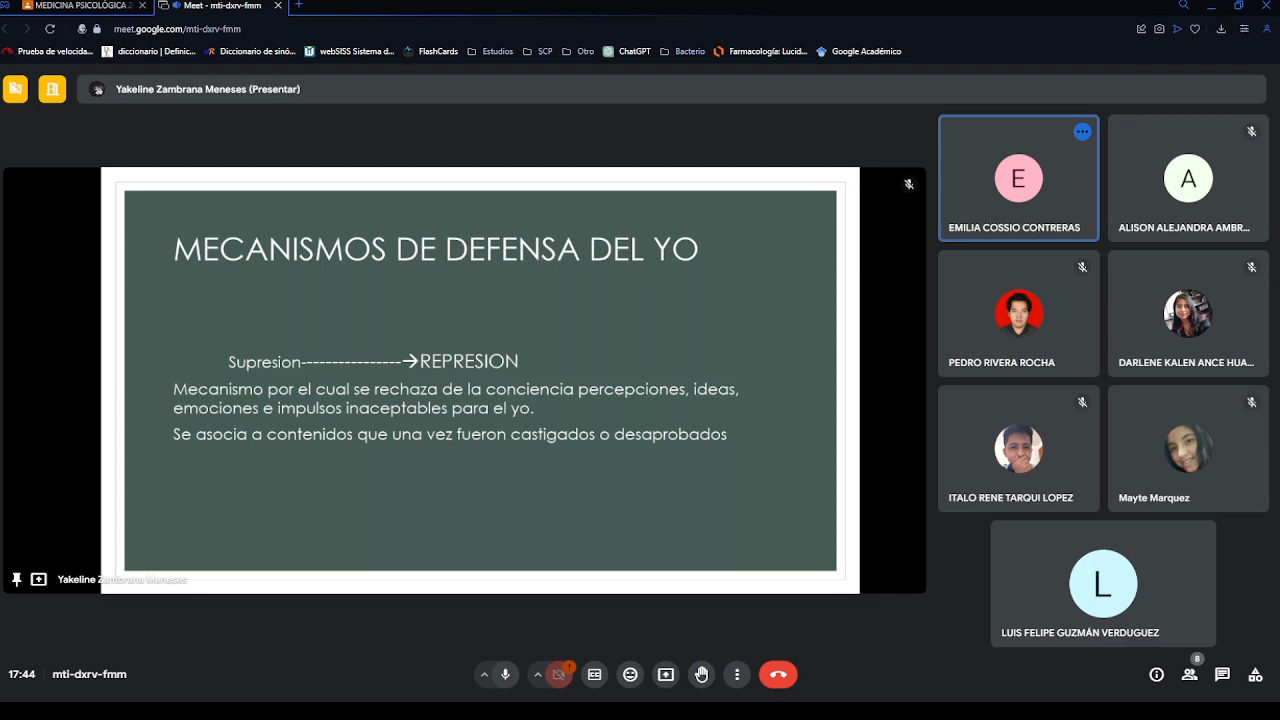 MEDICINA PSICOLÓGICA 2
Meet - mti-dxrv-fmm
meet.google.com/mti-dxrv-fmm
Prueba de velocida...
diccionario | Definic...
Diccionario de sinó...
webSISS Sistema d...
FlashCards
Estudios
SCP
Otro
ChatGPT
Bacterio
Farmacología: Lucid...
Google Académico
Yakeline Zambrana Meneses (Presentar)
MECANISMOS DE DEFENSA DEL YO
Supresion----------------→REPRESION
Mecanismo por el cual se rechaza de la conciencia percepciones, ideas,
emociones e impulsos inaceptables para el yo.
Se asocia a contenidos que una vez fueron castigados o desaprobados
Yakeline Zambrana Meneses
E
EMILIA COSSIO CONTRERAS
A
ALISON ALEJANDRA AMBR...
PEDRO RIVERA ROCHA
DARLENE KALEN ANCE HUA...
ITALO RENE TARQUI LOPEZ
Mayte Marquez
L
LUIS FELIPE GUZMÁN VERDUGUEZ
17:44
mti-dxrv-fmm
8